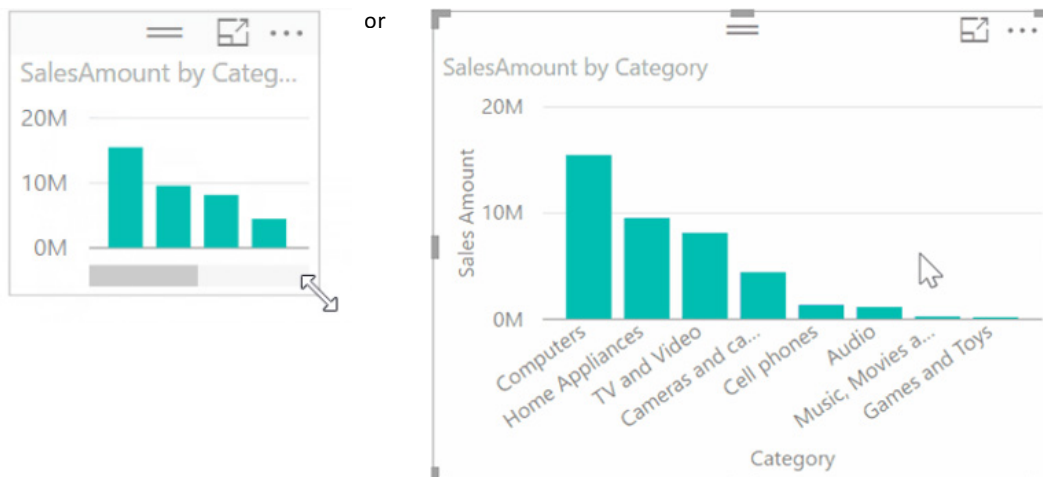 SalesAmount by Categ...
20M
10M
0M
or
SalesAmount by Category
20M
10M
0M
Sales Amount
Computers
Home Appliances
TV and Video
Cameras and ca...
Cell phones
Audio
Music, Movies a...
Games and Toys
Category